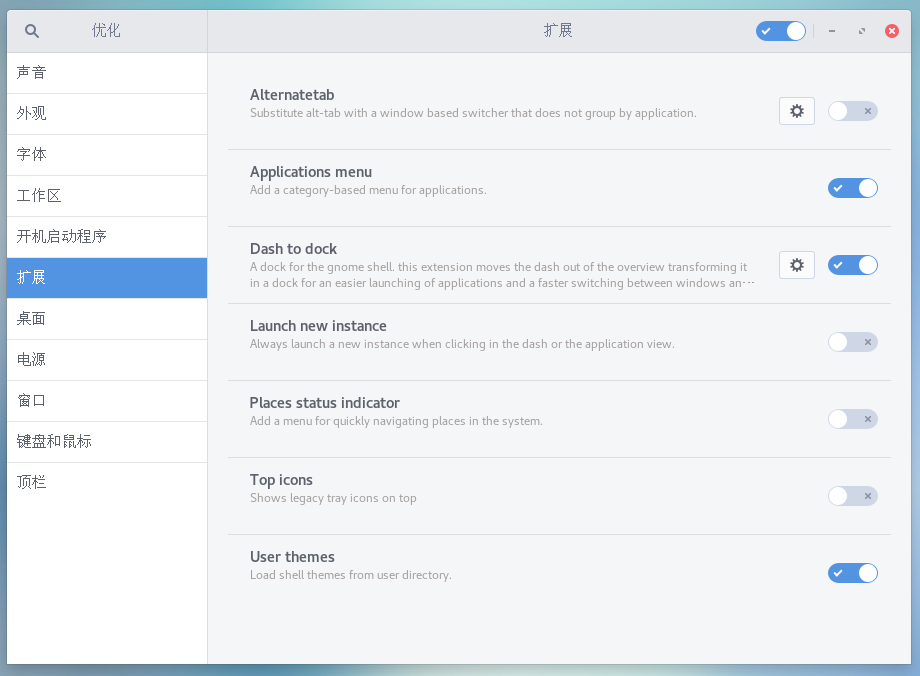 优化
扩展
声音
外观
字体
工作区
开机启动程序
扩展
桌面
电源
窗口
键盘和鼠标
顶栏
Alternatetab
Substitute alt-tab with a window based switcher that does not group by application.
Applications menu
Add a category-based menu for applications.
Dash to dock
A dock for the gnome shell. this extension moves the dash out of the overview transforming it
in a dock for an easier launching of applications and a faster switching between windows an…
Launch new instance
Always launch a new instance when clicking in the dash or the application view.
Places status indicator
Add a menu for quickly navigating places in the system.
Top icons
Shows legacy tray icons on top
User themes
Load shell themes from user directory.